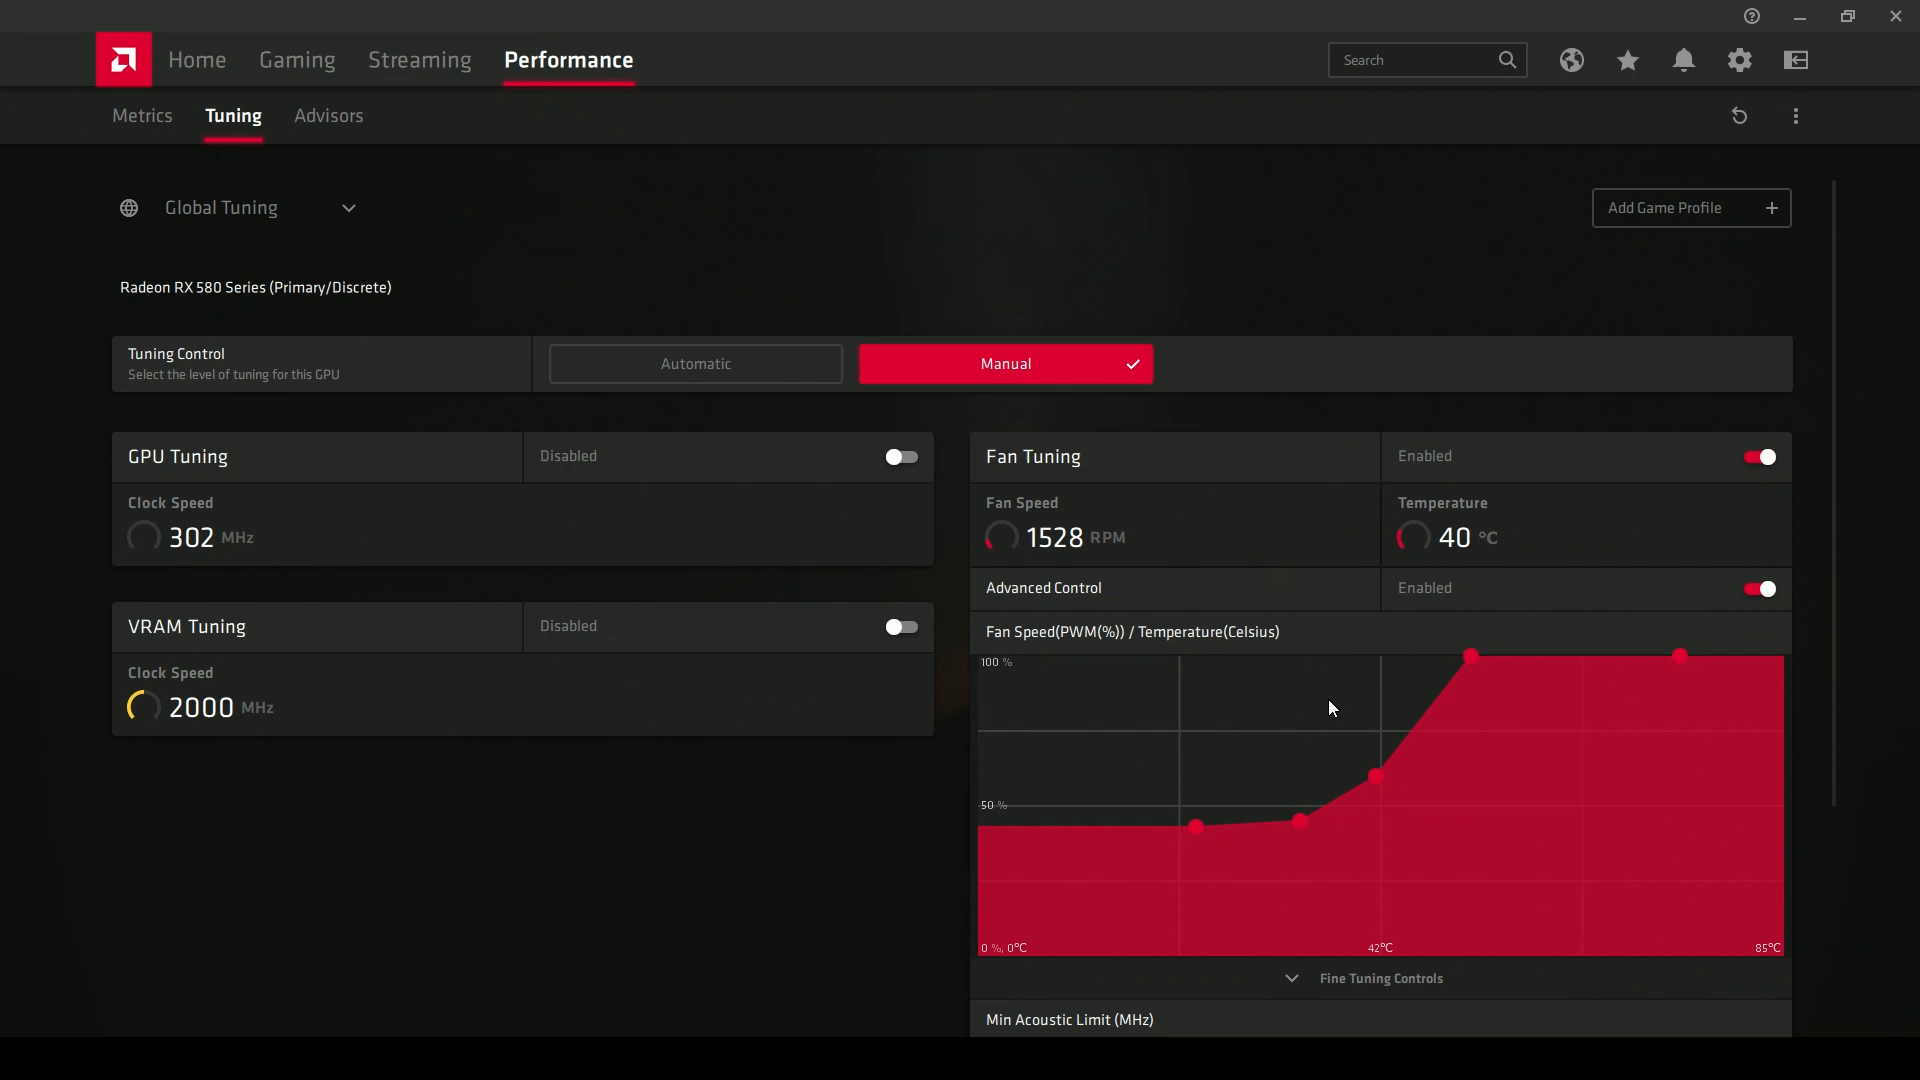 Home Gaming Streaming Performance Search
Metrics Tuning Advisors
Global Tuning Add Game Profile
Radeon RX 580 Series (Primary/Discrete)
Tuning Control
Select the level of tuning for this GPU
Automatic Manual
GPU Tuning Disabled
Clock Speed
302 MHz
VRAM Tuning Disabled
Clock Speed
2000 MHz
Fan Tuning Enabled
Fan Speed Temperature
1528 RPM 40 °C
Advanced Control Enabled
Fan Speed(PWM(%)) / Temperature(Celsius)
100 %
50 %
0 %, 0°C 42°C 85°C
Fine Tuning Controls
Min Acoustic Limit (MHz)